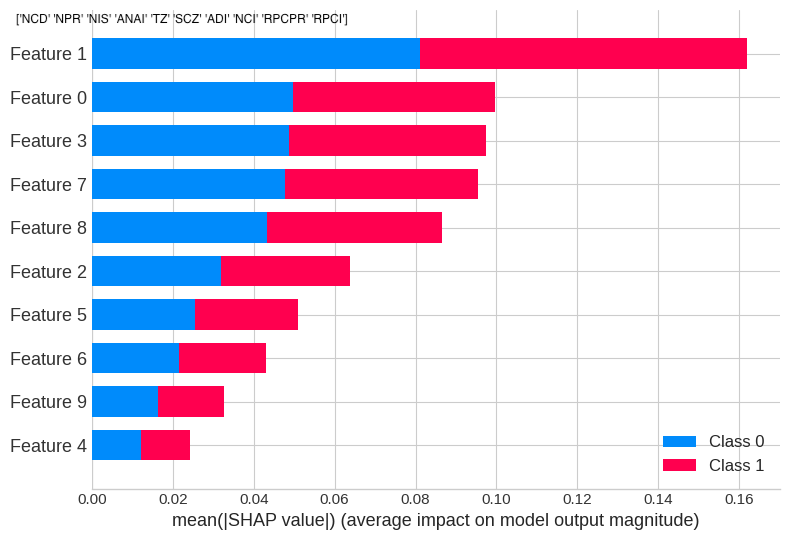 ['NCD' 'NPR' 'NIS' 'ANAI' 'TZ' 'SCZ' 'ADI' 'NCI' 'RPCPR' 'RPCI']
Feature 1
Feature 0
Feature 3
Feature 7
Feature 8
Feature 2
Feature 5
Feature 6
Feature 9
Feature 4
Class 0
Class 1
0.00 0.02 0.04 0.06 0.08 0.10 0.12 0.14 0.16
mean(|SHAP value|) (average impact on model output magnitude)